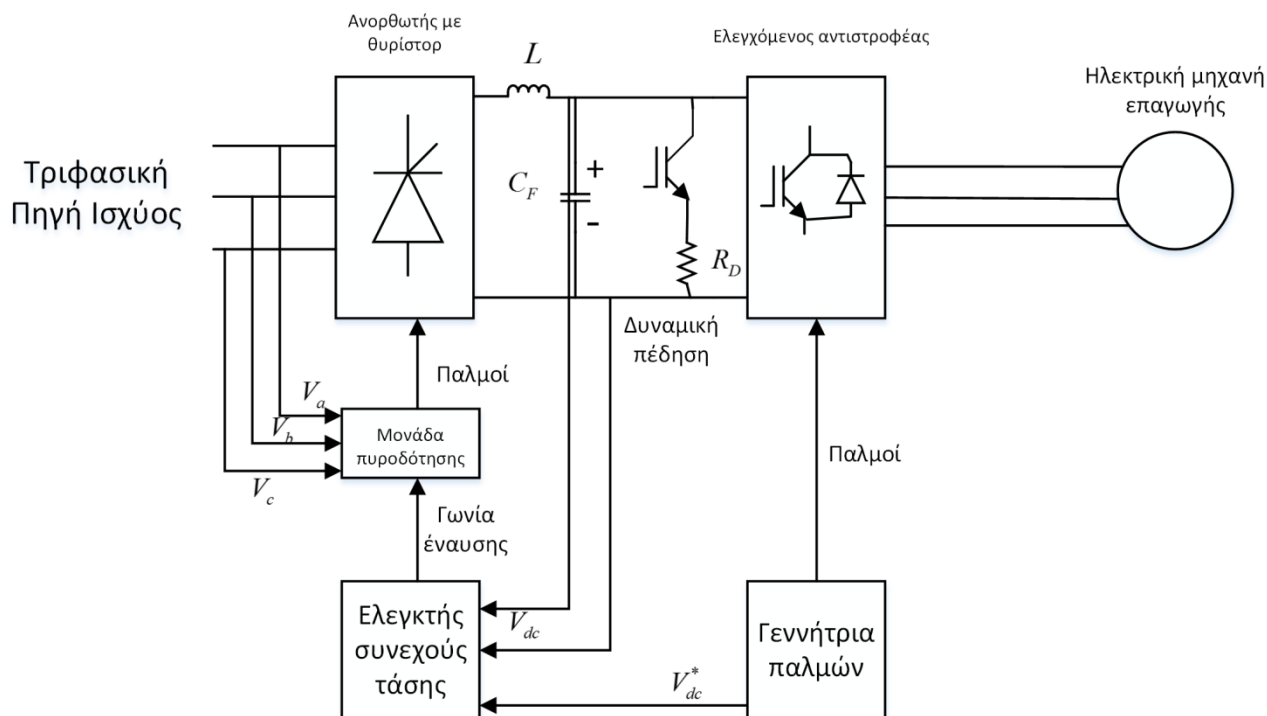 Ανορθωτής με
θυρίστορ
Ελεγχόμενος αντιστροφέας
Ηλεκτρική μηχανή
επαγωγής
Τριφασική
Πηγή Ισχύος
L
C_F
+
-
R_D
Δυναμική
πέδηση
Παλμοί
V_a
V_b
V_c
Μονάδα
πυροδότησης
Παλμοί
Γωνία
έναυσης
Ελεγκτής
συνεχούς
τάσης
V_dc
V*_dc
Γεννήτρια
παλμών